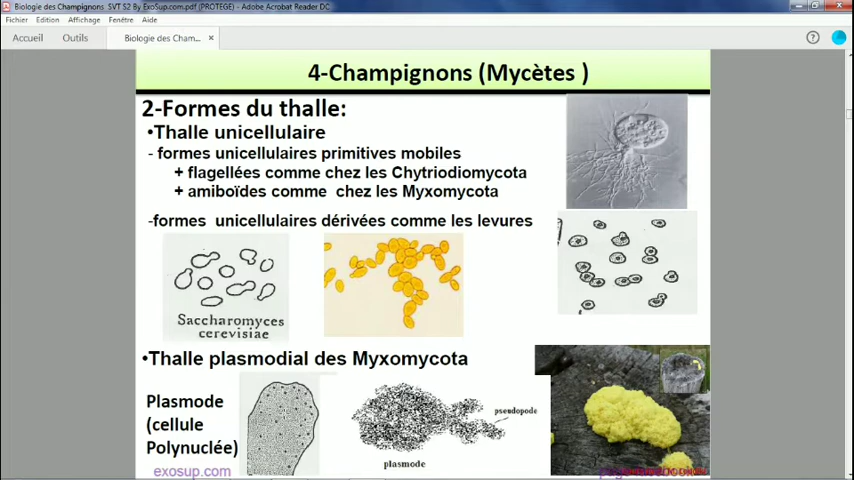 Biologie des Champignons SVT S2 By ExoSup.com.pdf (PROTEGE) - Adobe Acrobat Reader DC
Fichier Edition Affichage Fenêtre Aide
Accueil Outils Biologie des Cham... ×
4-Champignons (Mycètes )
2-Formes du thalle:
•Thalle unicellulaire
- formes unicellulaires primitives mobiles
+ flagellées comme chez les Chytriodiomycota
+ amiboïdes comme chez les Myxomycota
-formes unicellulaires dérivées comme les levures
Saccharomyces
cerevisiae
•Thalle plasmodial des Myxomycota
Plasmode
(cellule
Polynuclée)
pseudopode
plasmode
exosup.com